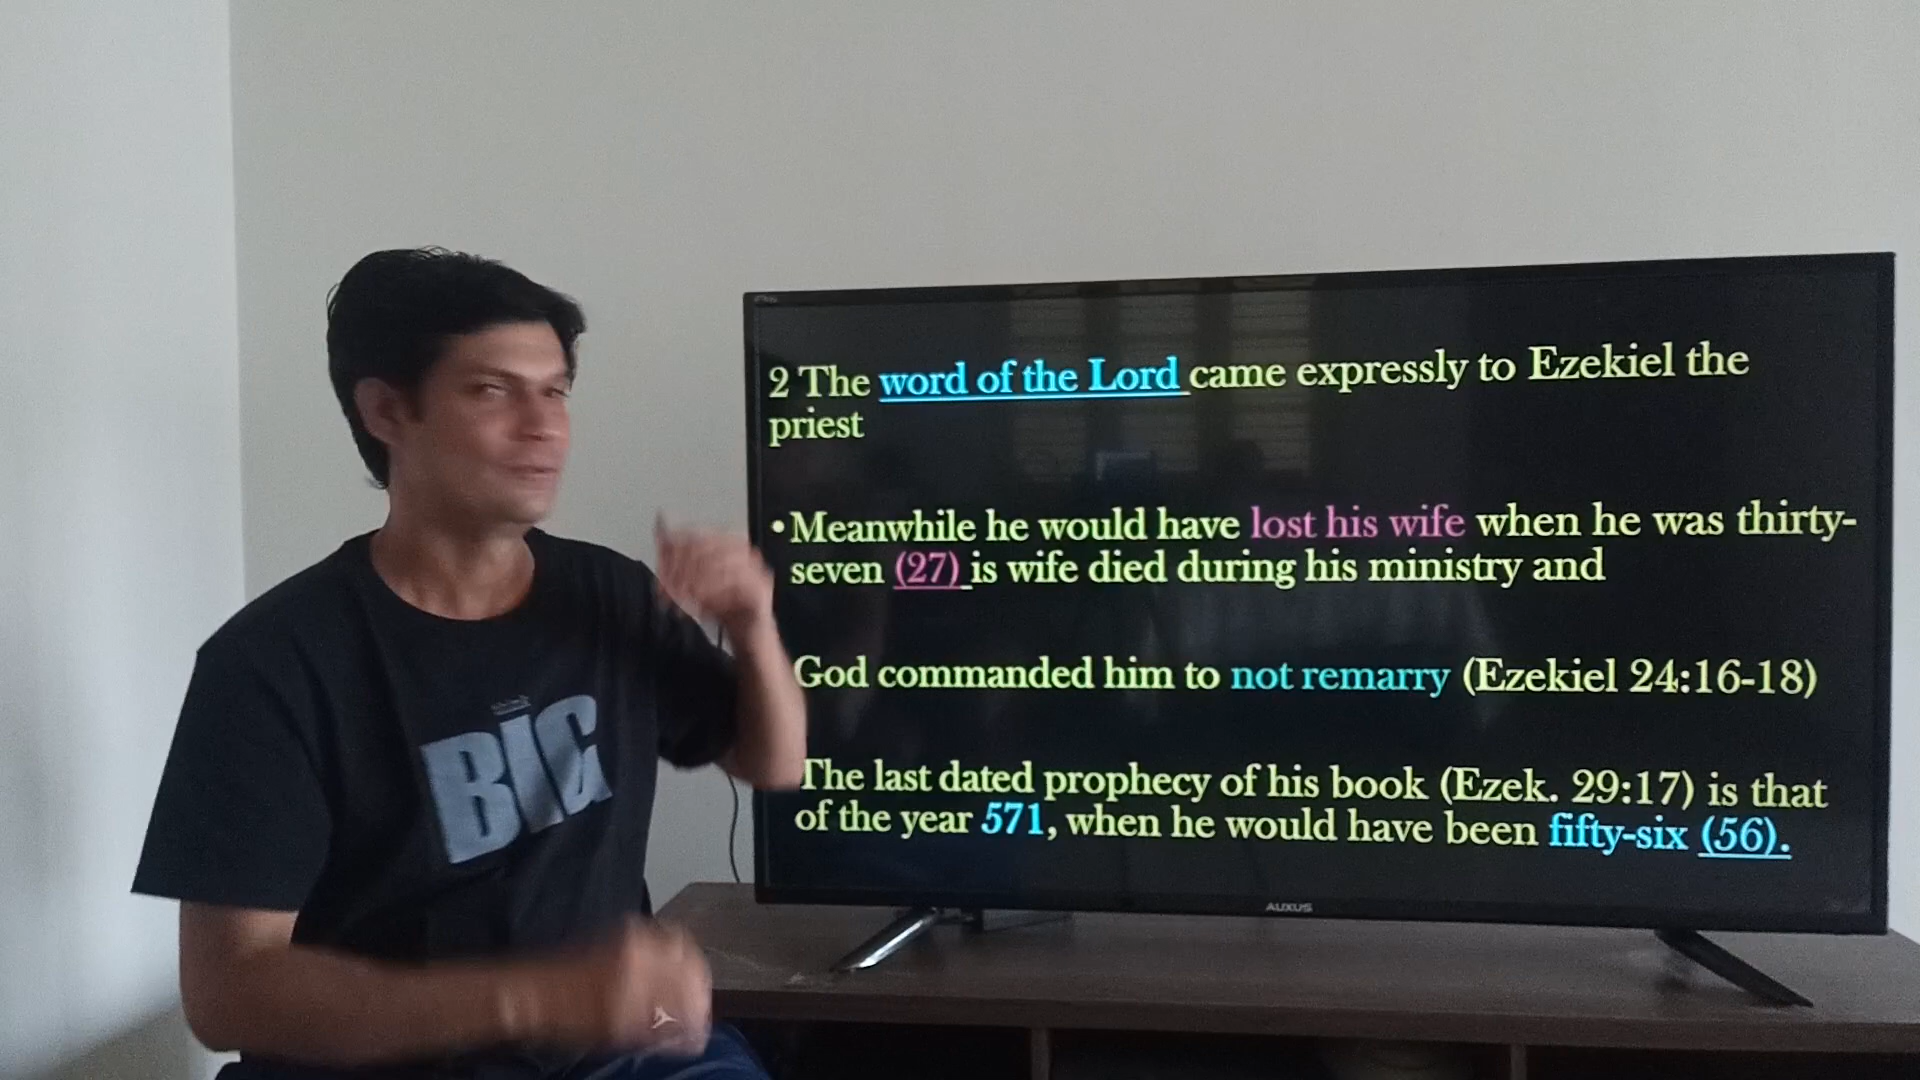 2 The word of the Lord came expressly to Ezekiel the
priest
•Meanwhile he would have lost his wife when he was thirty-
seven (27) is wife died during his ministry and
God commanded him to not remarry (Ezekiel 24:16-18)
The last dated prophecy of his book (Ezek. 29:17) is that
of the year 571, when he would have been fifty-six (56).
AUXUS
BIG